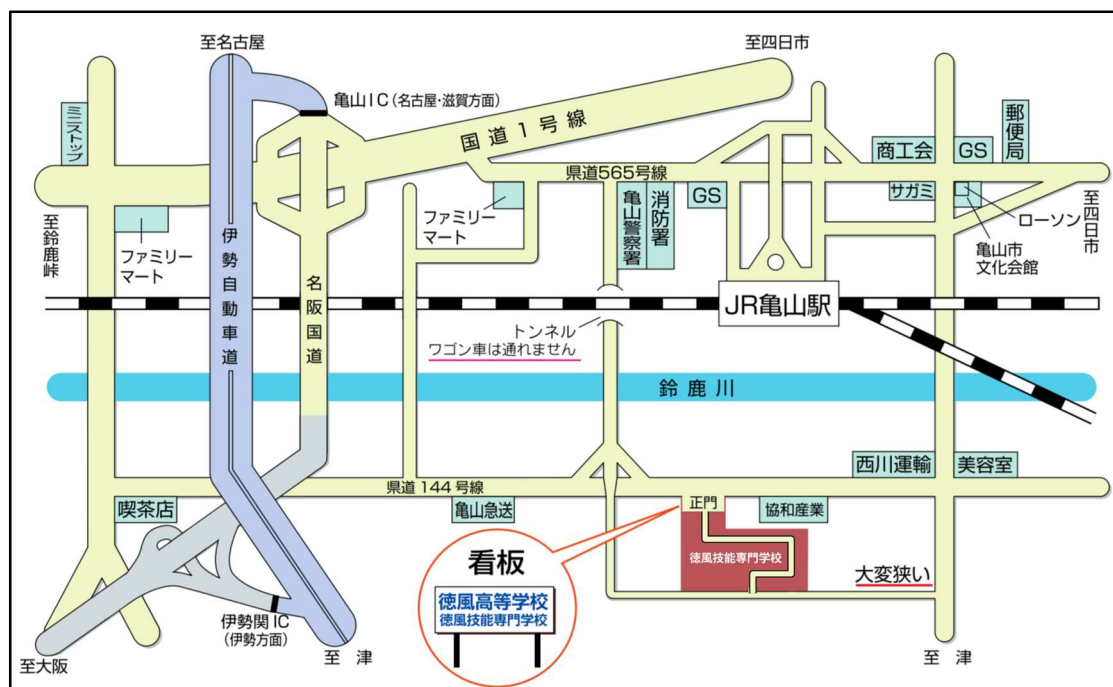 至名古屋
至四日市
亀山IC(名古屋・滋賀方面)
国道1号線
ミニストップ
県道565号線
商工会
GS
郵便局
サガミ
ローソン
亀山市
文化会館
至四日市
ファミリー
マート
亀山警察署
消防署
GS
至鈴鹿峠
ファミリー
マート
伊勢自動車道
名阪国道
JR亀山駅
トンネル
ワゴン車は通れません
鈴鹿川
西川運輸
美容室
県道144号線
喫茶店
亀山急送
正門
協和産業
徳風技能専門学校
大変狭い
看板
徳風高等学校
徳風技能専門学校
伊勢関IC
(伊勢方面)
至大阪
至 津
至 津